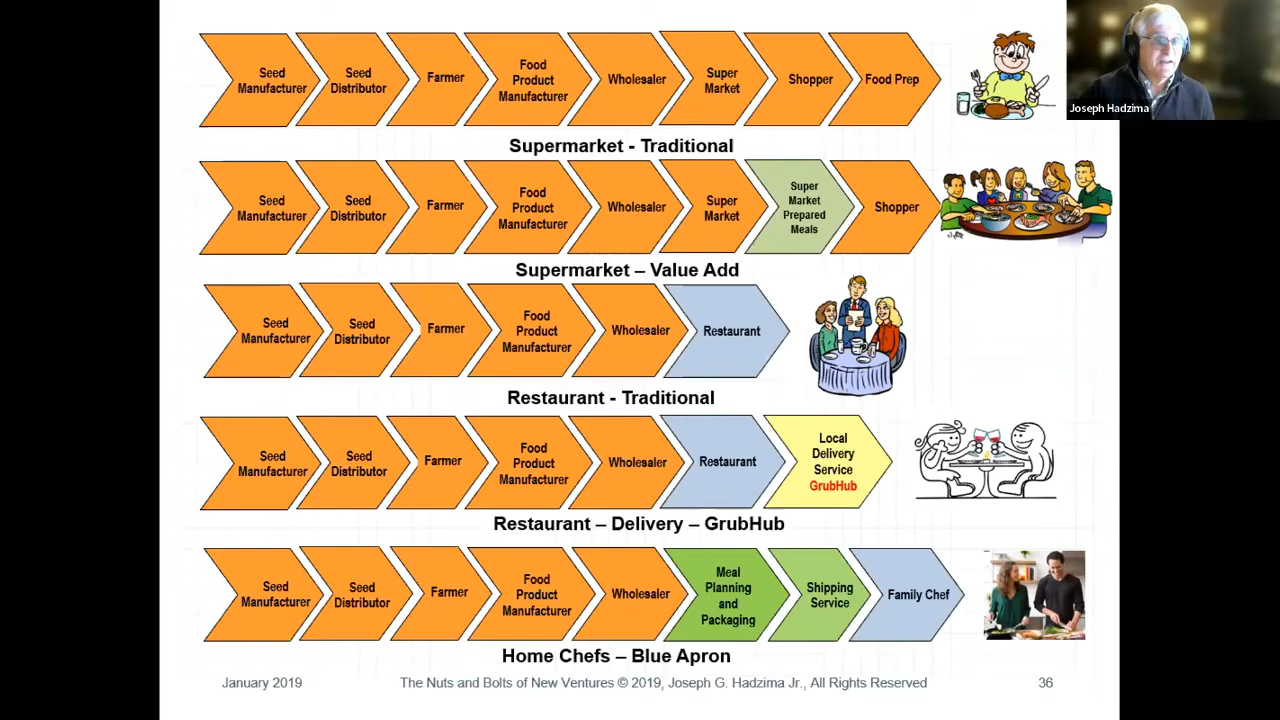 Seed
Manufacturer
Seed
Distributor
Farmer
Food
Product
Manufacturer
Wholesaler
Super
Market
Shopper
Food Prep
Joseph Hadzima
Supermarket - Traditional
Seed
Manufacturer
Seed
Distributor
Farmer
Food
Product
Manufacturer
Wholesaler
Super
Market
Super
Market
Prepared
Meals
Shopper
Supermarket – Value Add
Seed
Manufacturer
Seed
Distributor
Farmer
Food
Product
Manufacturer
Wholesaler
Restaurant
Restaurant - Traditional
Seed
Manufacturer
Seed
Distributor
Farmer
Food
Product
Manufacturer
Wholesaler
Restaurant
Local
Delivery
Service
GrubHub
Restaurant – Delivery – GrubHub
Seed
Manufacturer
Seed
Distributor
Farmer
Food
Product
Manufacturer
Wholesaler
Meal
Planning
and
Packaging
Shipping
Service
Family Chef
Home Chefs – Blue Apron
January 2019
The Nuts and Bolts of New Ventures © 2019, Joseph G. Hadzima Jr., All Rights Reserved
36